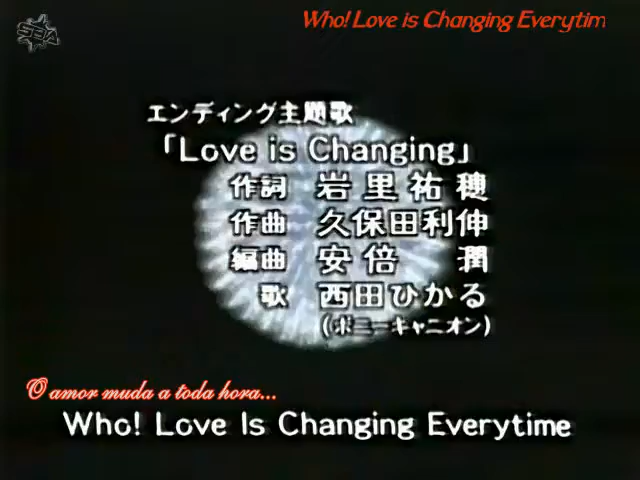 SBA
Who! Love is Changing Everytim
エンディング主題歌
「Love is Changing」
作詞 岩里祐穂
作曲 久保田利伸
編曲 安倍 潤
歌 西田ひかる
(ポニーキャニオン)
O amor muda a toda hora...
Who! Love Is Changing Everytime